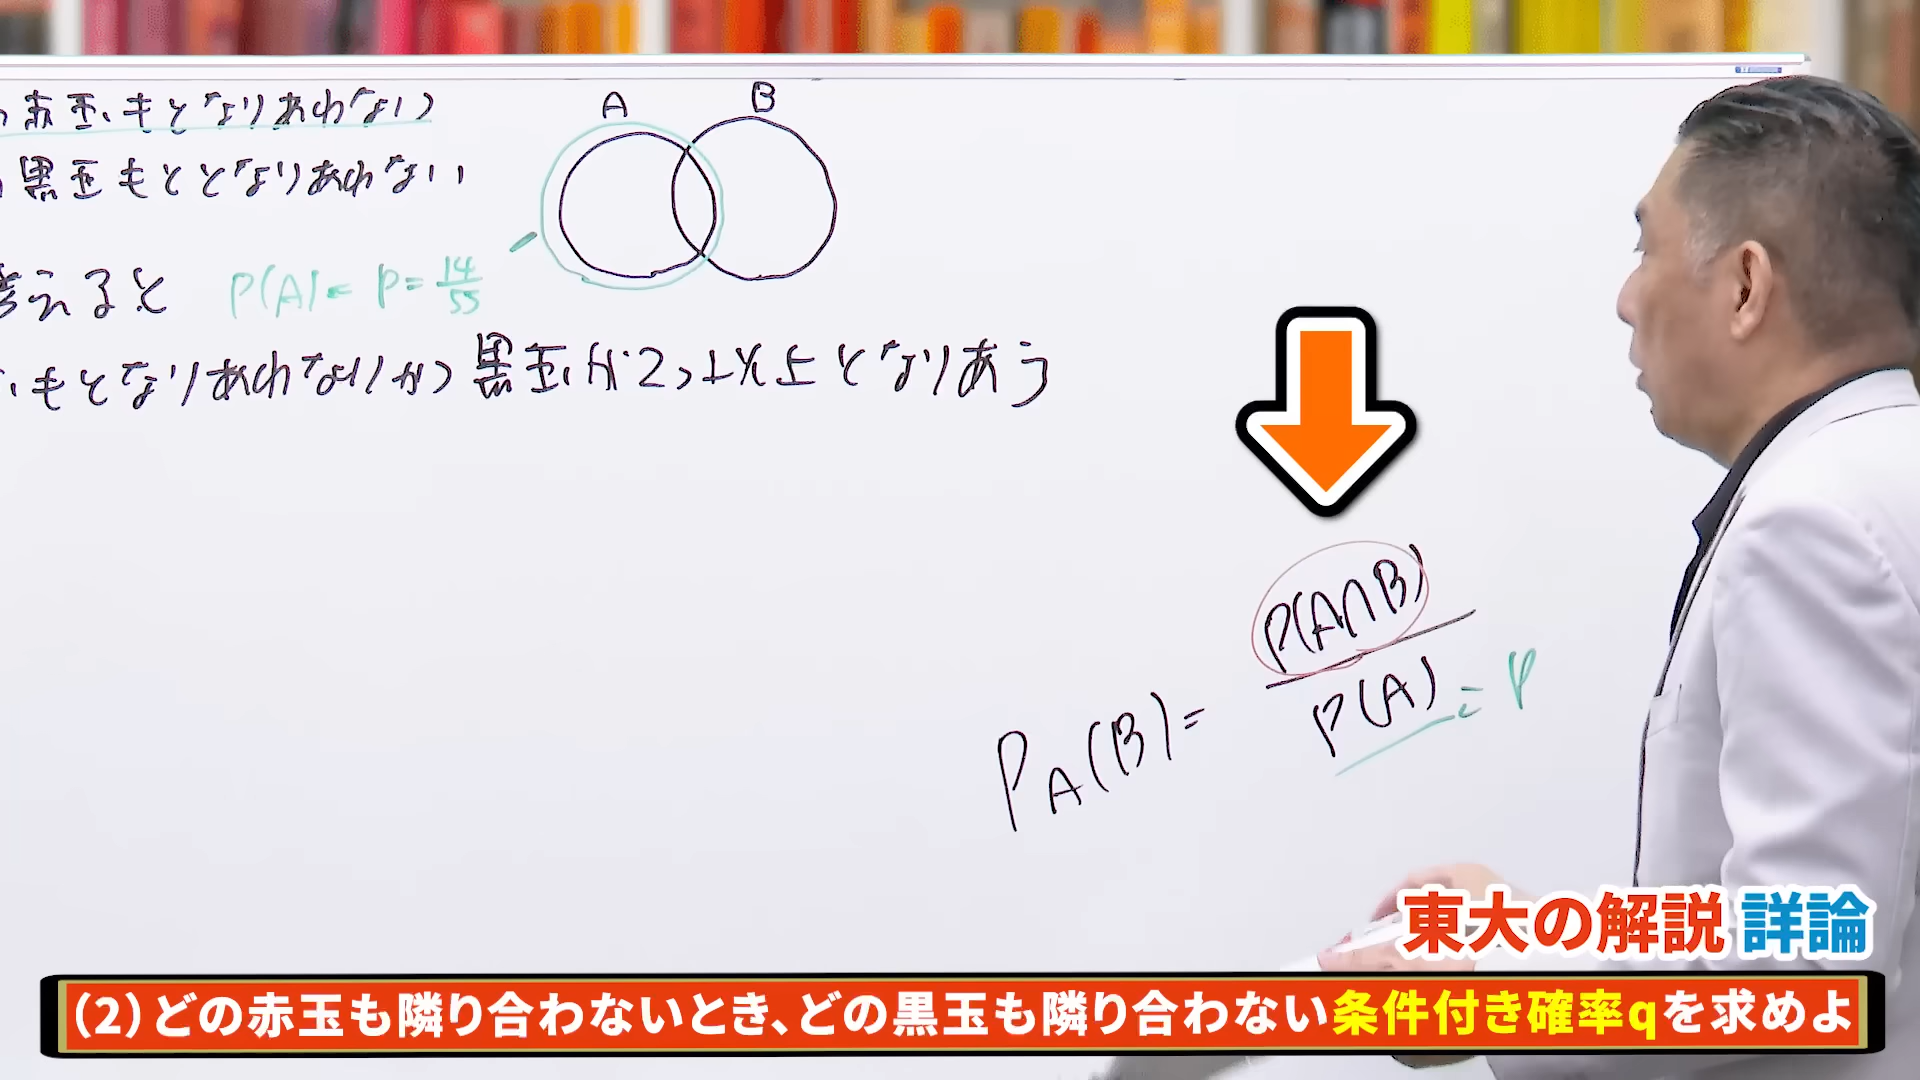 赤玉もとなりあわない
黒玉もととなりあわない
A
B
考えると
P(A)= p = 14/55
もとなりあわないかつ黒玉が2つ以上となりあう
P(A∩B)
P_A(B)=
P(A) = p
東大の解説 詳論
(2)どの赤玉も隣り合わないとき、どの黒玉も隣り合わない条件付き確率qを求めよ